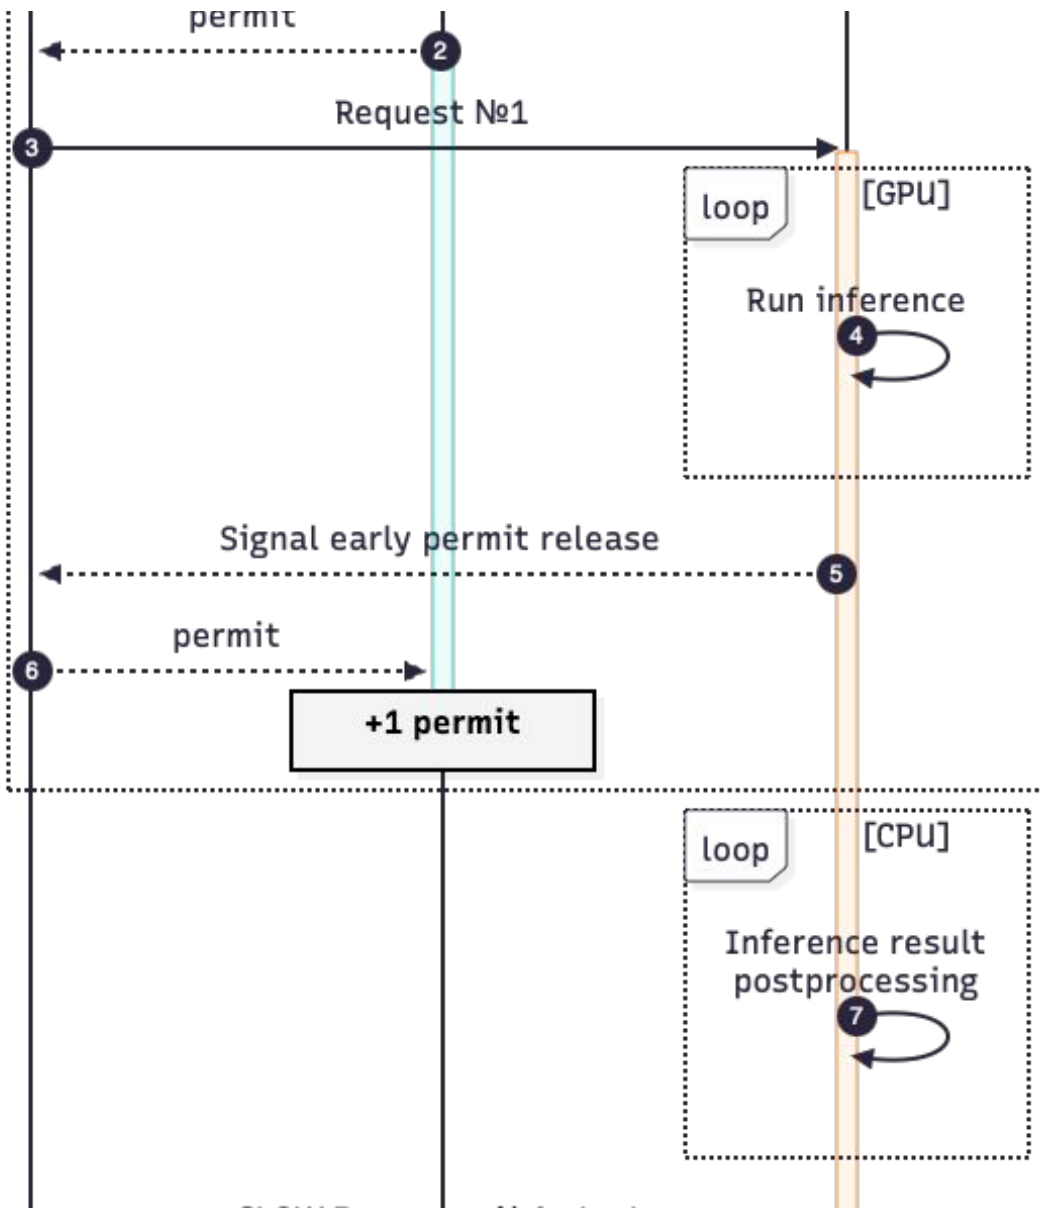 permit
2
Request №1
3
loop
[GPU]
Run inference
4
Signal early permit release
5
permit
6
+1 permit
loop
[CPU]
Inference result
postprocessing
7